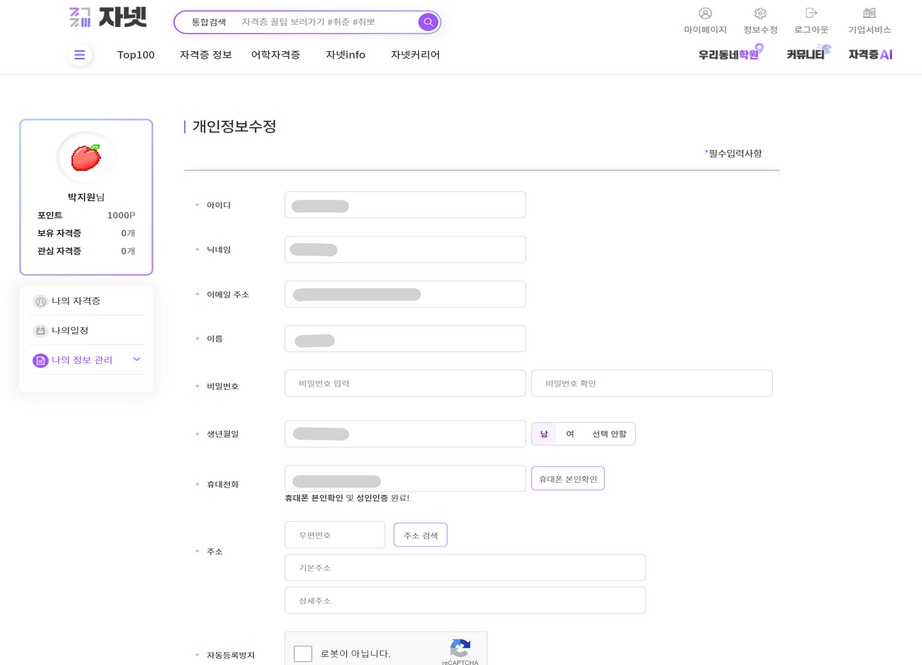 자넷
통합검색 자격증 꿀팁 보러가기 #취준 #취뽀
마이페이지 정보수정 로그아웃 기업서비스
Top100 자격증 정보 어학자격증 자넷info 자넷커리어
우리동네학원 커뮤니티 자격증AI
개인정보수정
*필수입력사항
박지원님
포인트 1000P
보유 자격증 0개
관심 자격증 0개
나의 자격증
나의일정
나의 정보 관리
* 아이디
* 닉네임
* 이메일 주소
* 이름
* 비밀번호 비밀번호 입력 비밀번호 확인
* 생년월일 남 여 선택 안함
* 휴대전화 휴대폰 본인확인
휴대폰 본인확인 및 성인인증 완료!
* 주소 우편번호 주소 검색
기본주소
상세주소
* 자동등록방지 로봇이 아닙니다.
reCAPTCHA